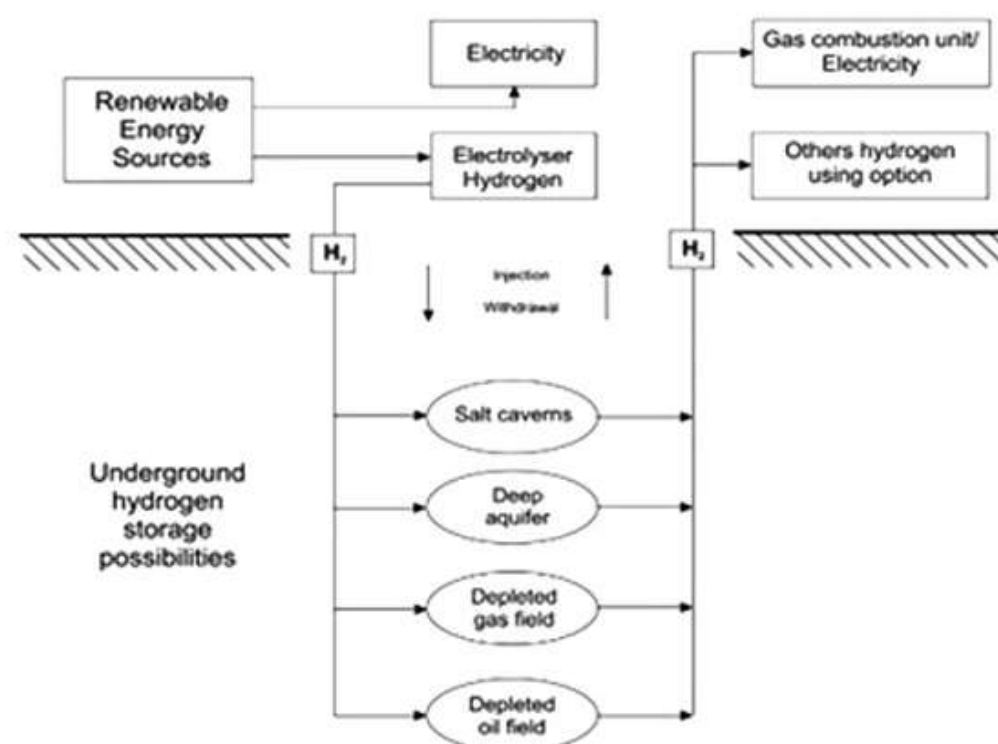 Electricity
Renewable
Energy
Sources
Electrolyser
Hydrogen
Gas combustion unit/
Electricity
Others hydrogen
using option
H₂
H₂
Injection
Withdrawal
Underground
hydrogen
storage
possibilities
Salt caverns
Deep
aquifer
Depleted
gas field
Depleted
oil field